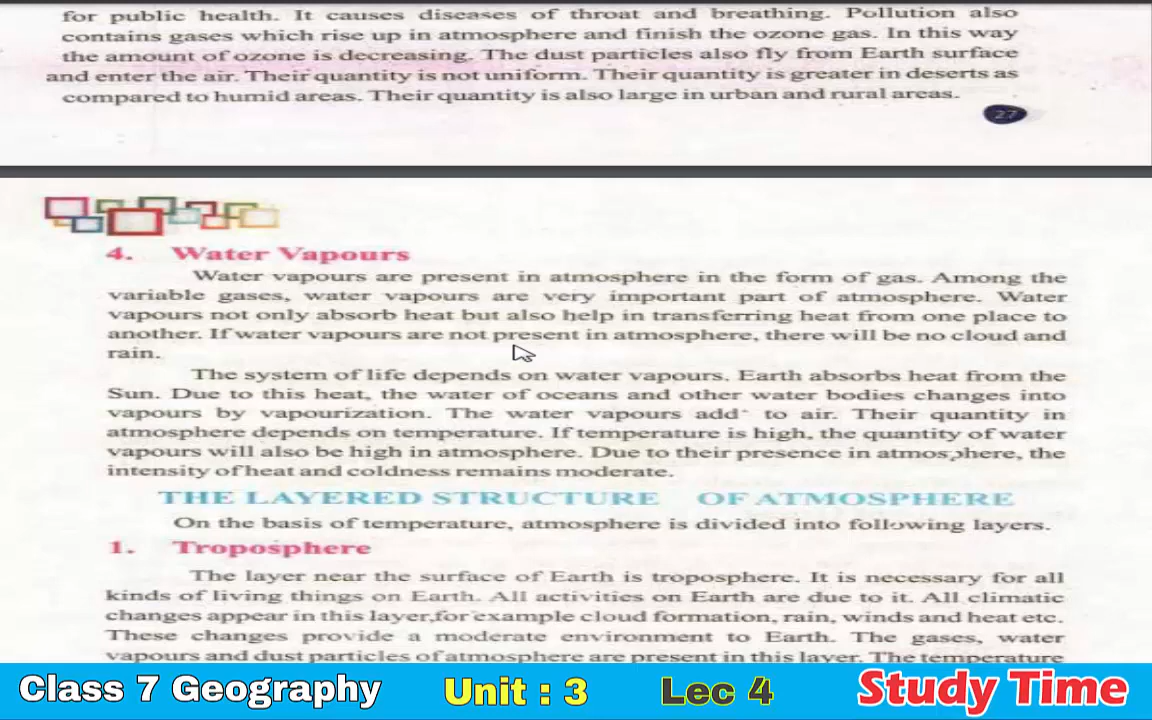 for public health. It causes diseases of throat and breathing. Pollution also
contains gases which rise up in atmosphere and finish the ozone gas. In this way
the amount of ozone is decreasing. The dust particles also fly from Earth surface
and enter the air. Their quantity is not uniform. Their quantity is greater in deserts as
compared to humid areas. Their quantity is also large in urban and rural areas.
27
4. Water Vapours
Water vapours are present in atmosphere in the form of gas. Among the
variable gases, water vapours are very important part of atmosphere. Water
vapours not only absorb heat but also help in transferring heat from one place to
another. If water vapours are not present in atmosphere, there will be no cloud and
rain.
The system of life depends on water vapours. Earth absorbs heat from the
Sun. Due to this heat, the water of oceans and other water bodies changes into
vapours by vapourization. The water vapours add to air. Their quantity in
atmosphere depends on temperature. If temperature is high, the quantity of water
vapours will also be high in atmosphere. Due to their presence in atmosphere, the
intensity of heat and coldness remains moderate.
THE LAYERED STRUCTURE OF ATMOSPHERE
On the basis of temperature, atmosphere is divided into following layers.
1. Troposphere
The layer near the surface of Earth is troposphere. It is necessary for all
kinds of living things on Earth. All activities on Earth are due to it. All climatic
changes appear in this layer,for example cloud formation, rain, winds and heat etc.
These changes provide a moderate environment to Earth. The gases, water
vapours and dust particles of atmosphere are present in this layer. The temperature
Class 7 Geography Unit : 3 Lec 4 Study Time